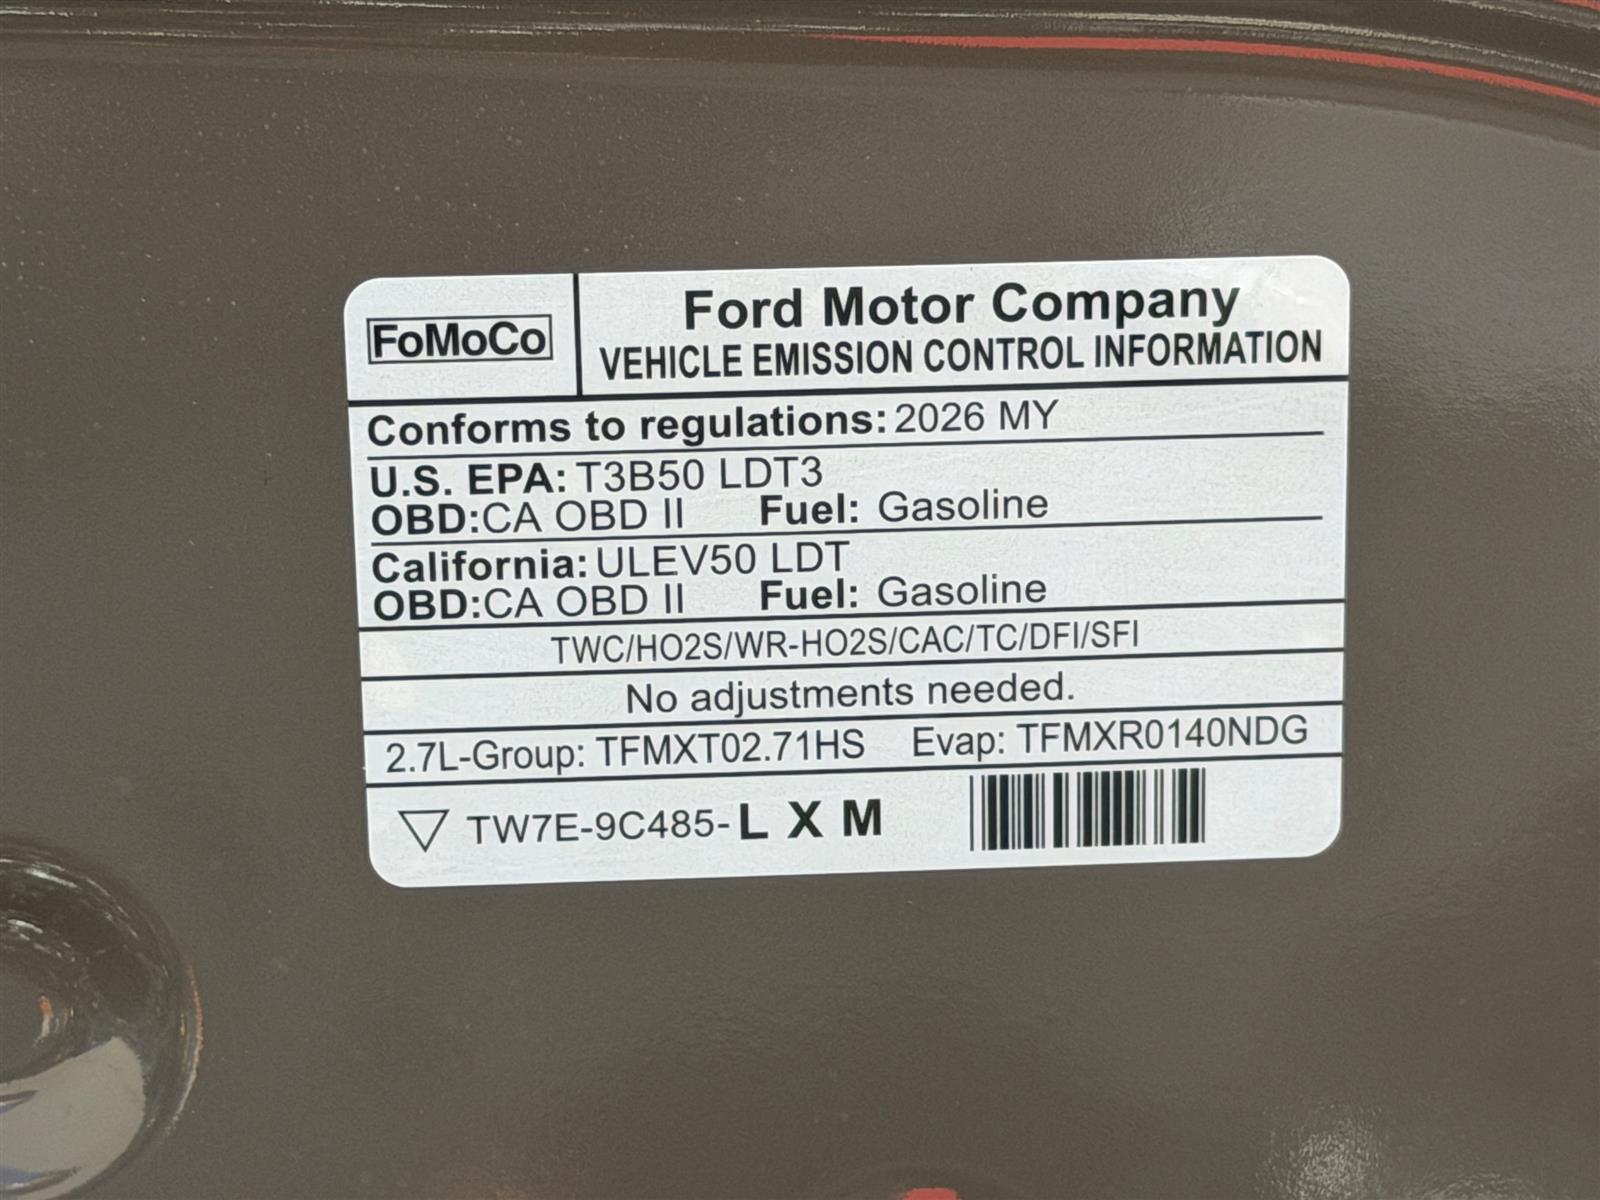 FoMoCo
Ford Motor Company
VEHICLE EMISSION CONTROL INFORMATION
Conforms to regulations: 2026 MY
U.S. EPA: T3B50 LDT3
OBD:CA OBD II Fuel: Gasoline
California: ULEV50 LDT
OBD:CA OBD II Fuel: Gasoline
TWC/HO2S/WR-HO2S/CAC/TC/DFI/SFI
No adjustments needed.
2.7L-Group: TFMXT02.71HS Evap: TFMXR0140NDG
TW7E-9C485-L X M